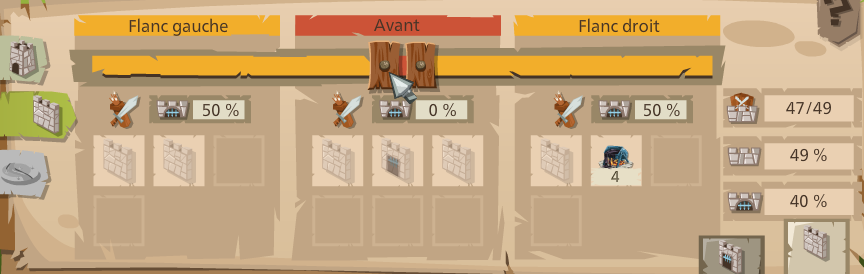 Flanc gauche
Avant
Flanc droit
50 %
0 %
50 %
47/49
49 %
40 %
4